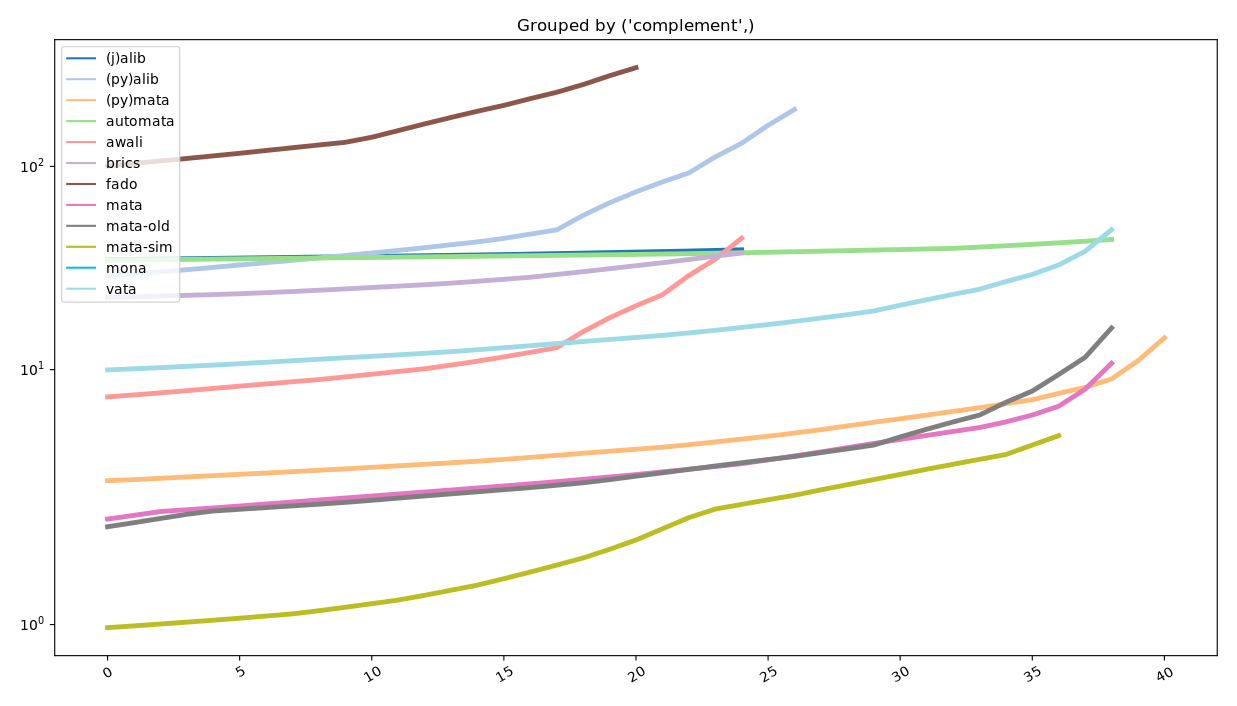 Grouped by ('complement',)
(j)alib
(py)alib
(py)mata
automata
awali
brics
fado
mata
mata-old
mata-sim
mona
vata
10²
10¹
10⁰
0 5 10 15 20 25 30 35 40